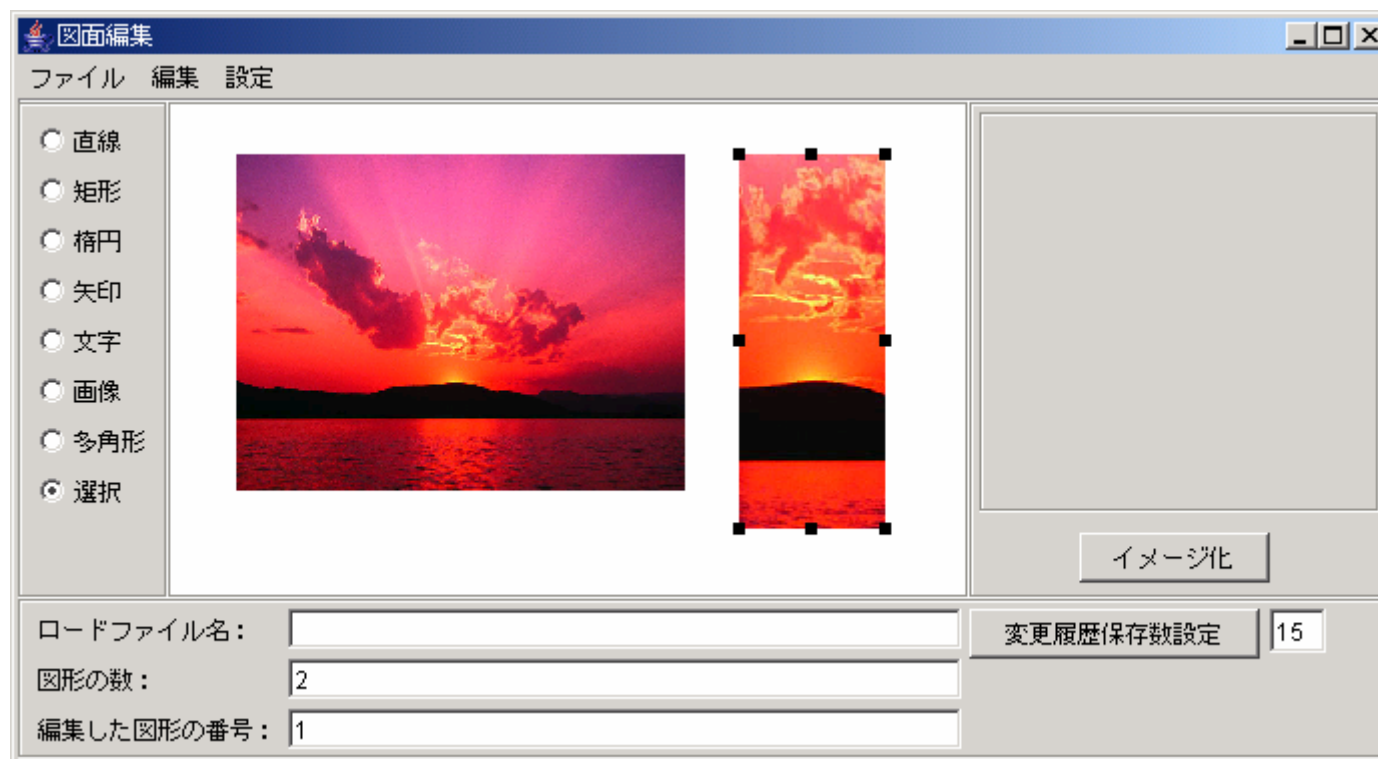 図面編集
ファイル 編集 設定
直線
矩形
楕円
矢印
文字
画像
多角形
選択
イメージ化
ロードファイル名：
変更履歴保存数設定 15
図形の数： 2
編集した図形の番号： 1